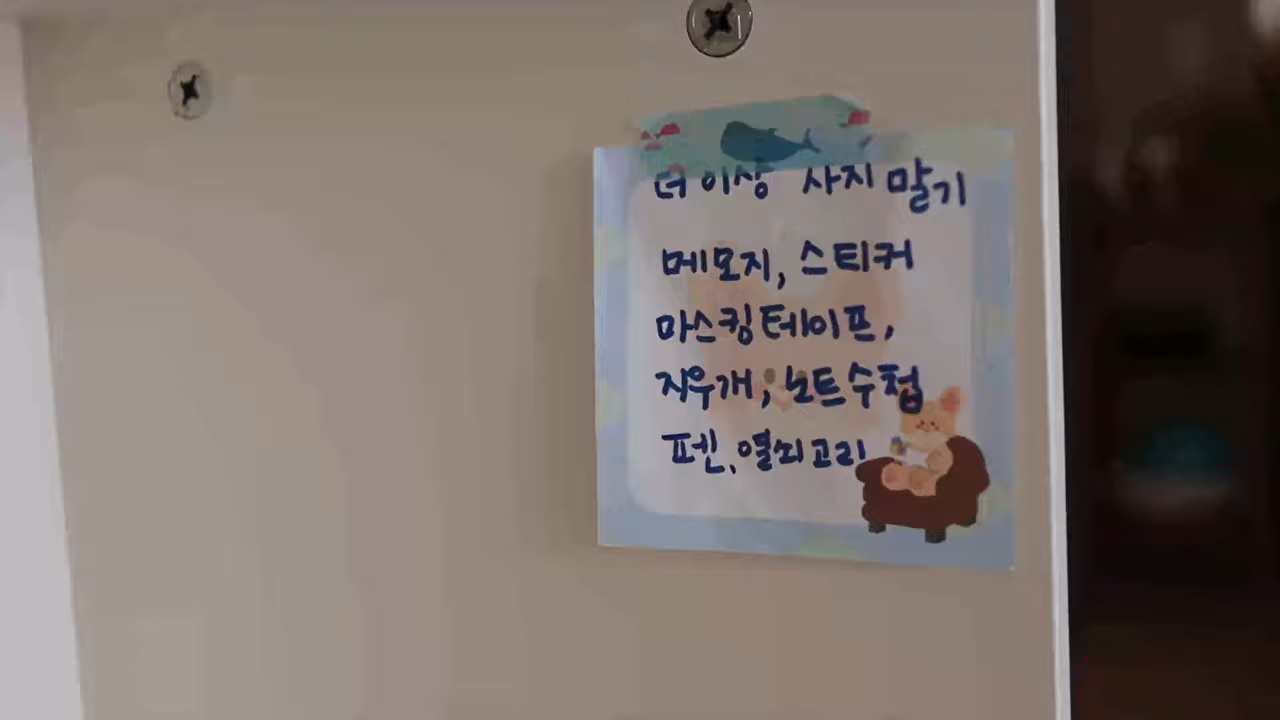 더 이상 사지 말기
메모지, 스티커
마스킹테이프,
지우개, 노트수첩
펜, 열쇠고리